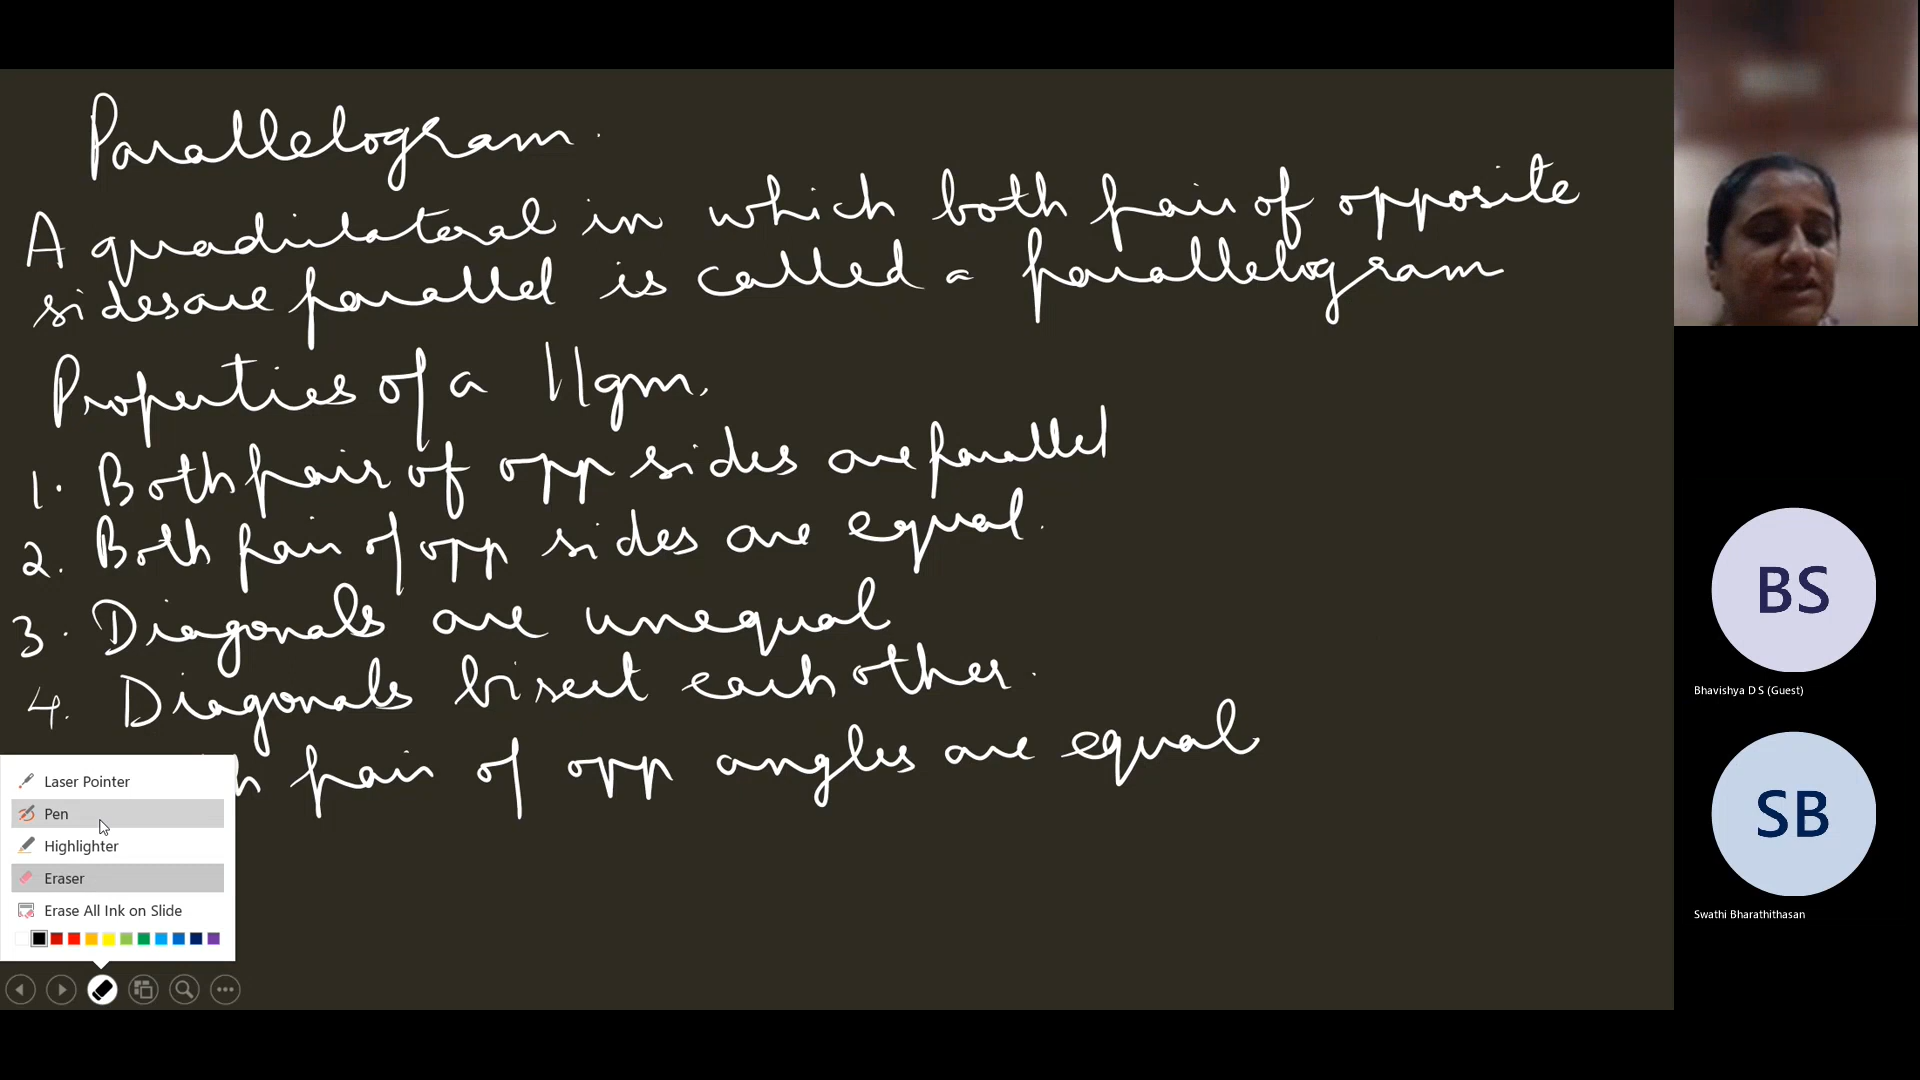 Parallelogram.
A quadrilateral in which both pair of opposite
sides are parallel is called a parallelogram
Properties of a llgm.
1. Both pair of opp sides are parallel
2. Both pair of opp sides are equal.
3. Diagonals are unequal
4. Diagonals bisect each other.
h pair of opp angles are equal
Laser Pointer
Pen
Highlighter
Eraser
Erase All Ink on Slide
BS
Bhavishya D S (Guest)
SB
Swathi Bharathithasan